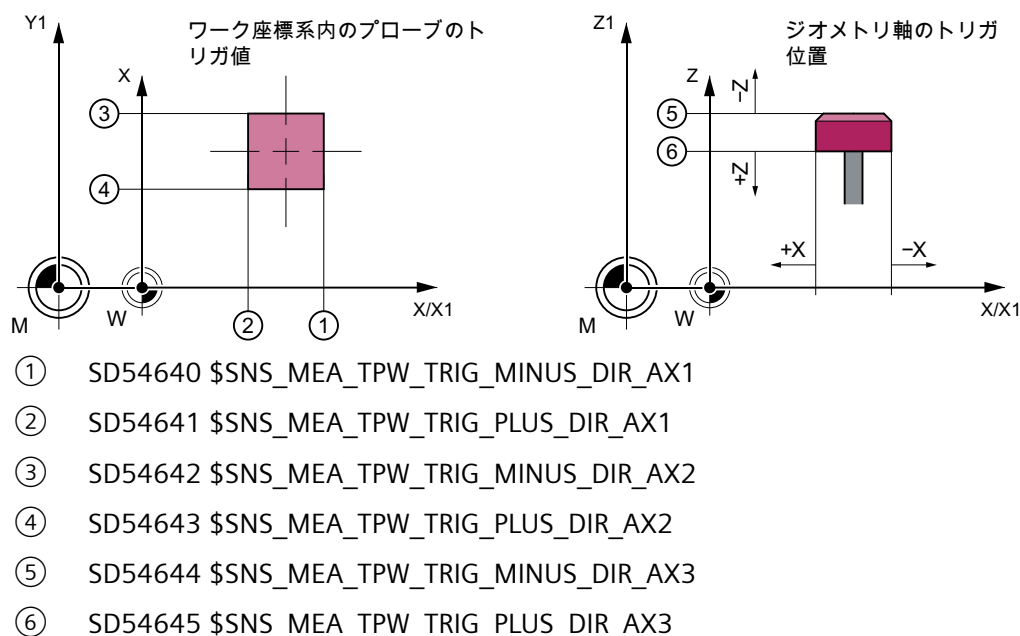 Y1
ワーク座標系内のプローブのト
リガ値
X
③
④
M
W
②
①
X/X1
Z1
ジオメトリ軸のトリガ
位置
Z
−Z
⑤
⑥
+Z
+X
−X
M
W
X/X1
① SD54640 $SNS_MEA_TPW_TRIG_MINUS_DIR_AX1
② SD54641 $SNS_MEA_TPW_TRIG_PLUS_DIR_AX1
③ SD54642 $SNS_MEA_TPW_TRIG_MINUS_DIR_AX2
④ SD54643 $SNS_MEA_TPW_TRIG_PLUS_DIR_AX2
⑤ SD54644 $SNS_MEA_TPW_TRIG_MINUS_DIR_AX3
⑥ SD54645 $SNS_MEA_TPW_TRIG_PLUS_DIR_AX3